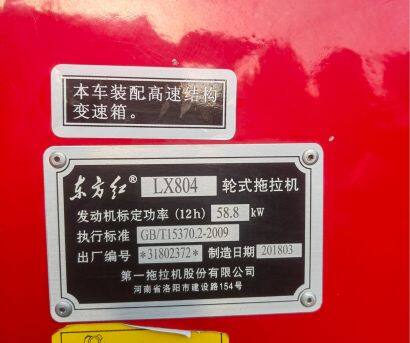 本车装配高速结构
变速箱。
东方红® LX804 轮式拖拉机
发动机标定功率(12h) 58.8 kW
执行标准 GB/T15370.2-2009
出厂编号 *31802372* 制造日期 201803
第一拖拉机股份有限公司
河南省洛阳市建设路154号